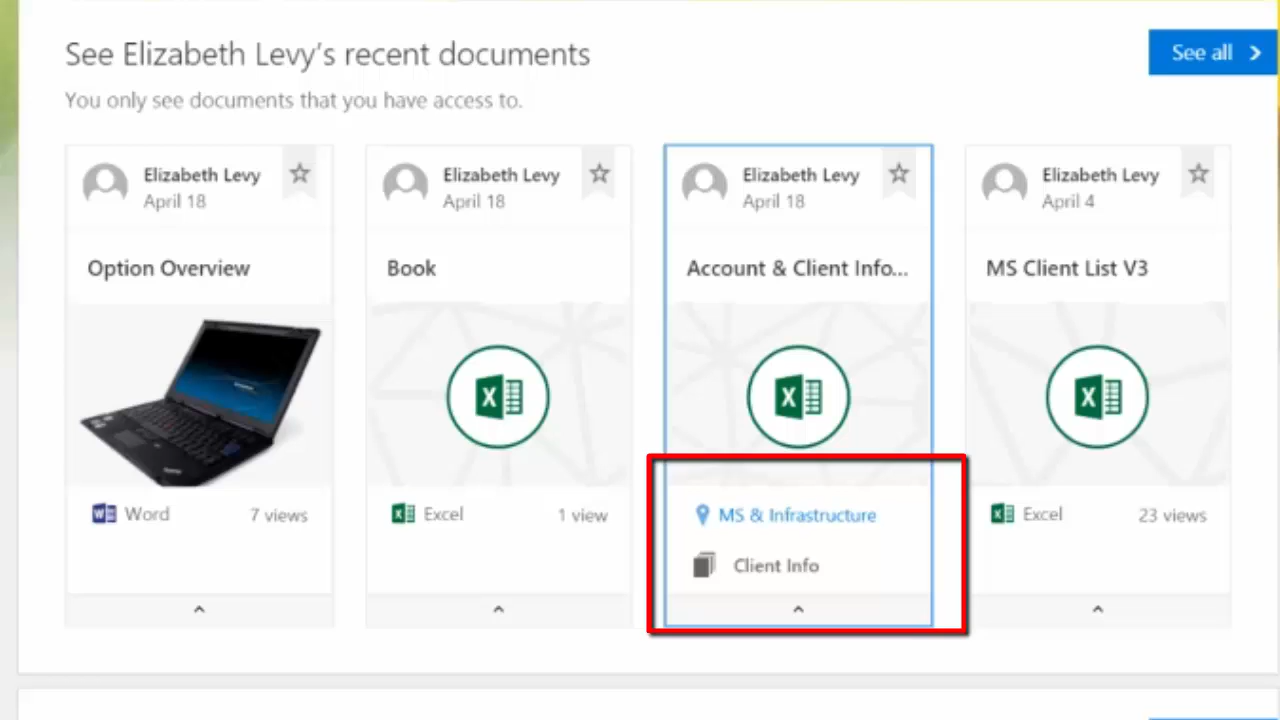 See Elizabeth Levy's recent documents
See all
You only see documents that you have access to.
Elizabeth Levy
April 18
Option Overview
Word
7 views
Elizabeth Levy
April 18
Book
Excel
1 view
Elizabeth Levy
April 18
Account & Client Info...
MS & Infrastructure
Client Info
Elizabeth Levy
April 4
MS Client List V3
Excel
23 views